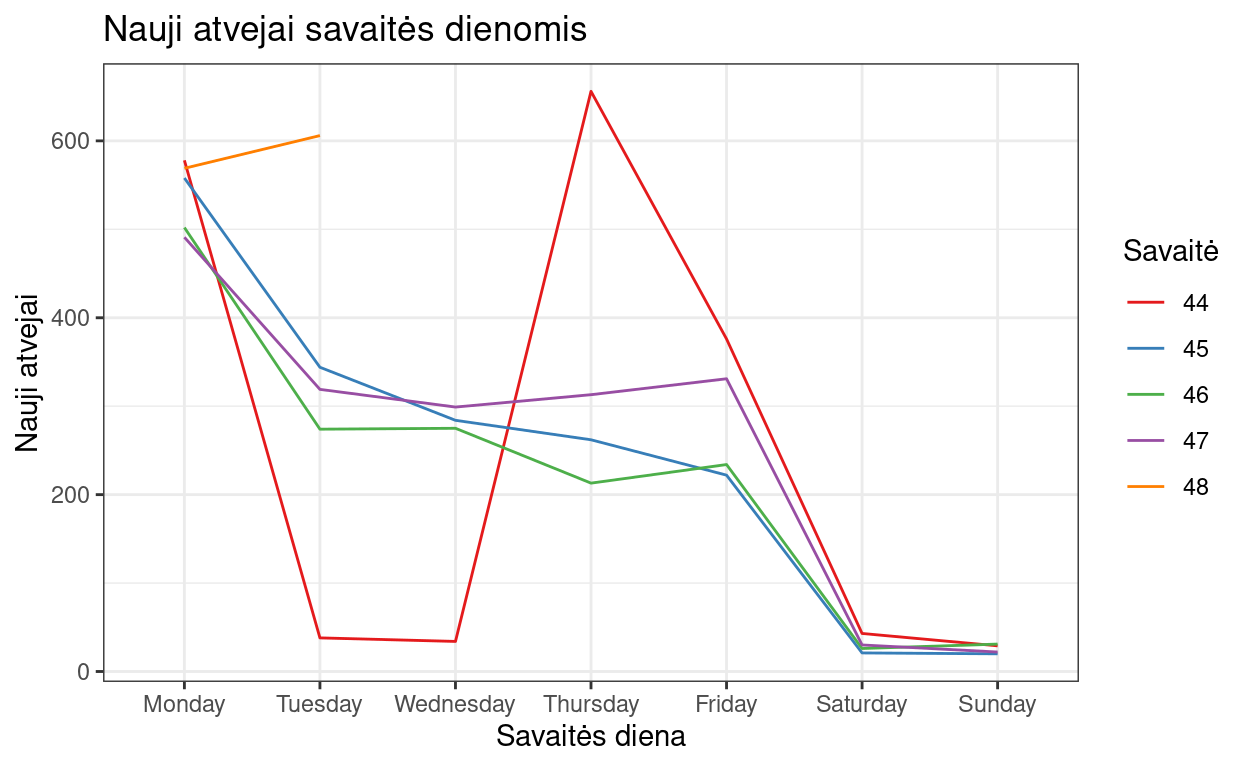 Nauji atvejai savaitės dienomis
Nauji atvejai
600
400
200
0
Monday Tuesday Wednesday Thursday Friday Saturday Sunday
Savaitės diena
Savaitė
44
45
46
47
48